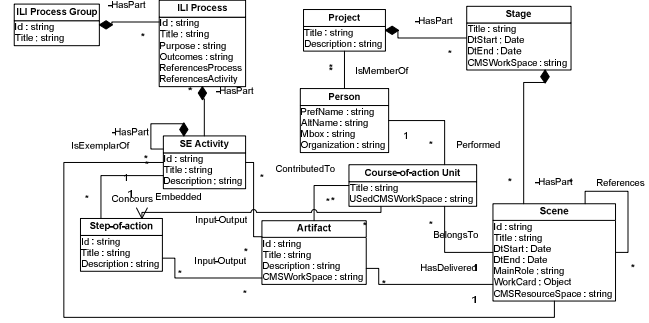 ILI Process Group
Id : string
Title : string
-HasPart
*
ILI Process
Id : string
Title : string
Purpose : string
Outcomes : string
ReferencesProcess
ReferencesActivity
*
-HasPart
Project
Title : string
Description : string
*
-HasPart
*
Stage
Title : string
DtStart : Date
DtEnd : Date
CMSWorkSpace : string
IsMemberOf
*
Person
PrefName : string
AltName : string
Mbox : string
Organization : string
1
*
Performed
-HasPart
*
IsExemplarOf
*
*
SE Activity
Id : string
Title : string
Description : string
1
*
1
Concours
Embedded
*
ContributedTo
**
Course-of-action Unit
Title : string
USedCMSWorkSpace : string
*
-HasPart
*
References
*
Step-of-action
Id : string
Title : string
Description : string
Input-Output
*
Input-Output
*
*
Artifact
Id : string
Title : string
Description : string
CMSWorkSpace : string
*
*
BelongsTo
1
HasDelivered
*
1
Scene
Id : string
Title : string
DtStart : Date
DtEnd : Date
MainRole : string
WorkCard : Object
CMSResourceSpace : string